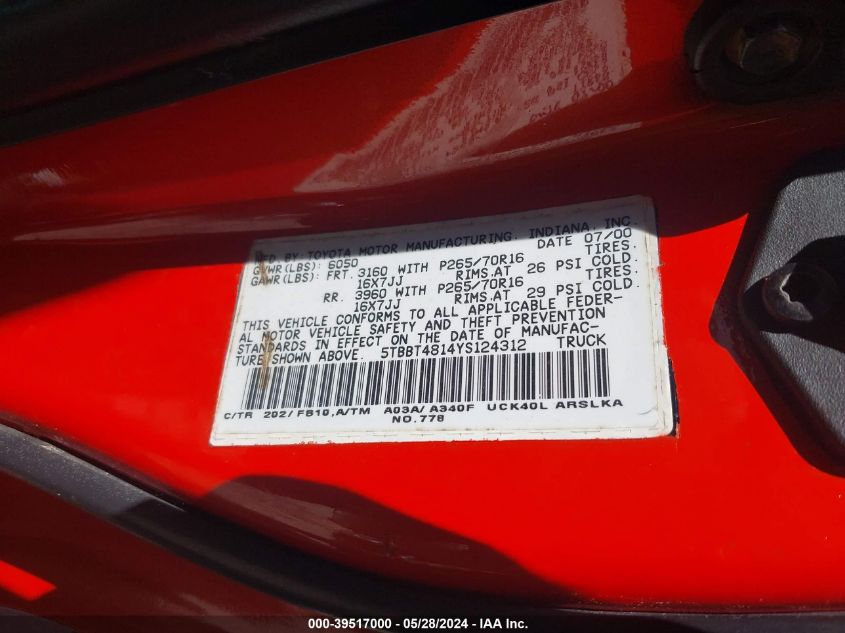 MFD. BY: TOYOTA MOTOR MANUFACTURING, INDIANA, INC.
GVWR(LBS): 6050 DATE 07/00
GAWR(LBS): FRT. 3160 WITH P265/70R16 TIRES.
16X7JJ RIMS.AT 26 PSI COLD.
RR. 3960 WITH P265/70R16 TIRES.
16X7JJ RIMS.AT 29 PSI COLD.
THIS VEHICLE CONFORMS TO ALL APPLICABLE FEDER-
AL MOTOR VEHICLE SAFETY AND THEFT PREVENTION
STANDARDS IN EFFECT ON THE DATE OF MANUFAC-
TURE SHOWN ABOVE. 5TBBT4814YS124312 TRUCK
C/TR 202/ FB10,A/TM A03A/ A340F UCK40L ARSLKA
NO.778
000-39517000 - 05/28/2024 - IAA Inc.